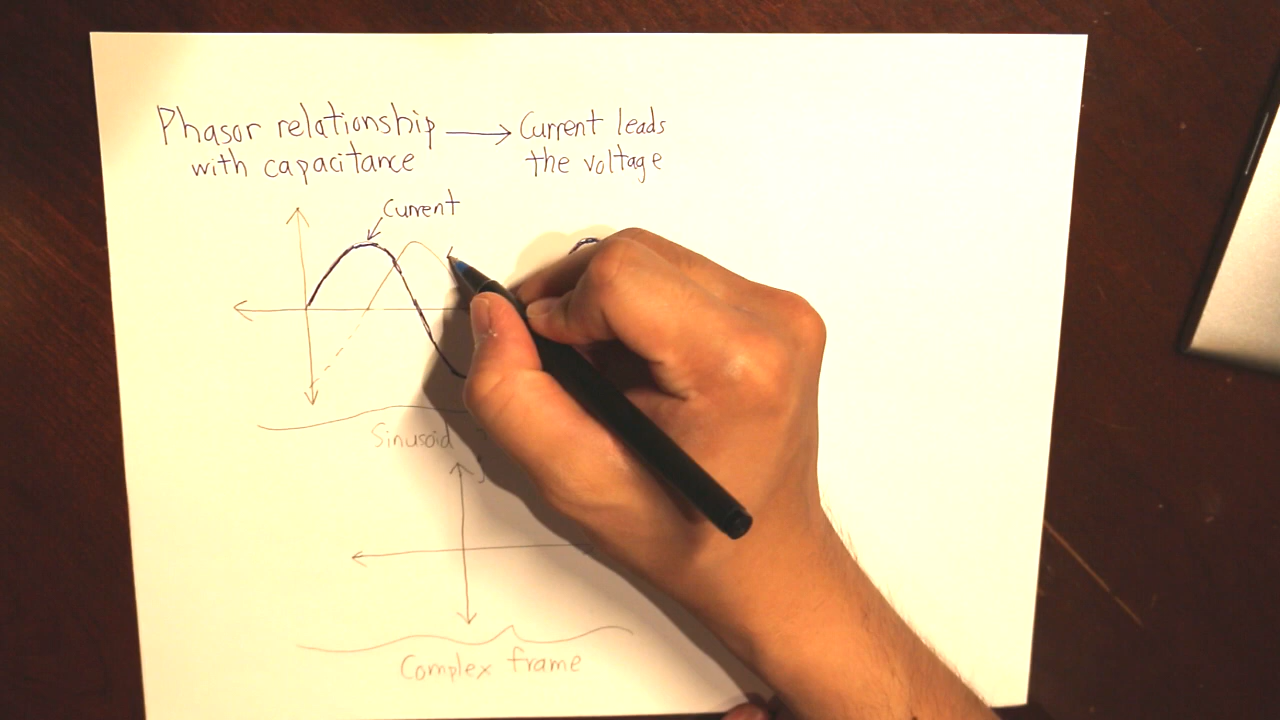 Phasor relationship → Current leads
with capacitance the voltage
Current
Sinusoid
j
Complex frame